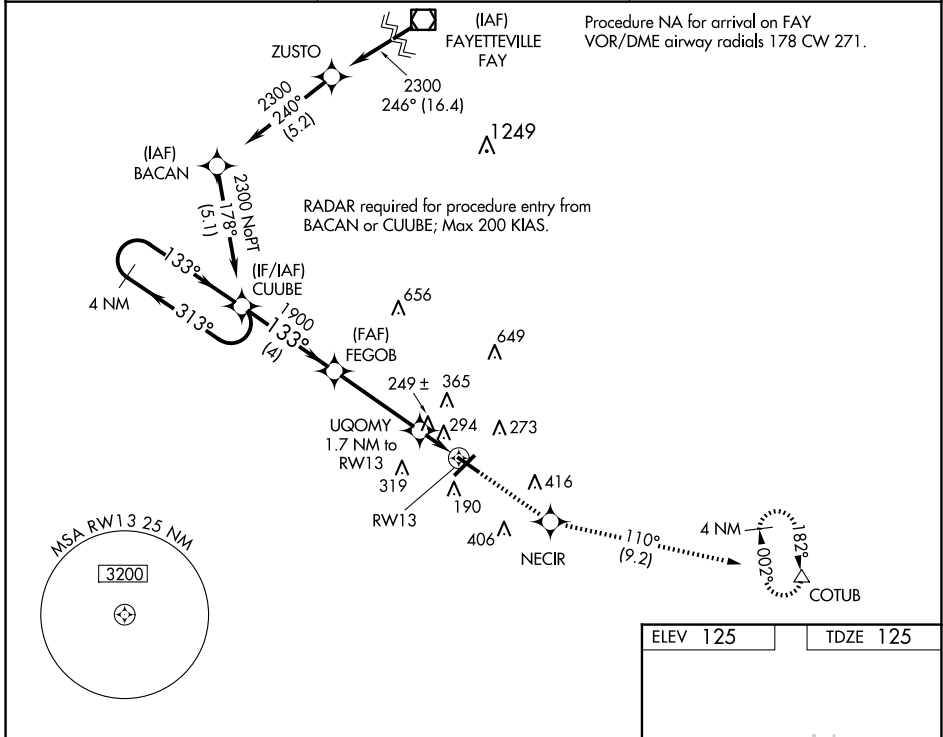 (IAF)
FAYETTEVILLE
FAY
Procedure NA for arrival on FAY
VOR/DME airway radials 178 CW 271.
ZUSTO
2300
246° (16.4)
2300
240°
(5.2)
1249
(IAF)
BACAN
2300 NoPT
178°
(5.1)
RADAR required for procedure entry from
BACAN or CUUBE; Max 200 KIAS.
133°
4 NM
313°
(IF/IAF)
CUUBE
1900
133°
(4)
656
(FAF)
FEGOB
649
249 ±
365
UQOMY
1.7 NM to
RW13
294
273
319
190
416
RW13
406
NECIR
110°
(9.2)
4 NM
182°
002°
COTUB
MSA RW13 25 NM
3200
ELEV 125
TDZE 125